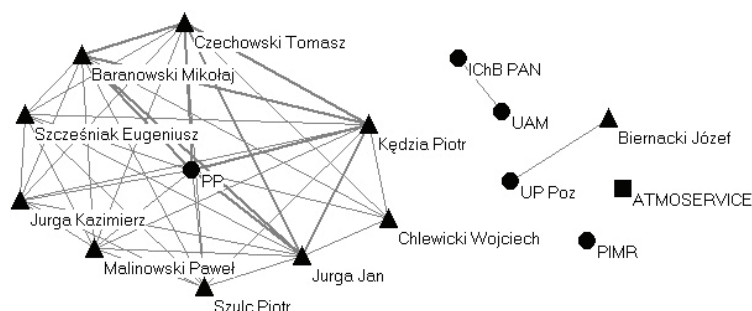 Czechowski Tomasz
Baranowski Mikołaj
Szcześniak Eugeniusz
Kędzia Piotr
PP
Jurga Kazimierz
Chlewicki Wojciech
Malinowski Paweł
Jurga Jan
Szulc Piotr
IChB PAN
UAM
Biernacki Józef
UP Poz
ATMOSERVICE
PIMR